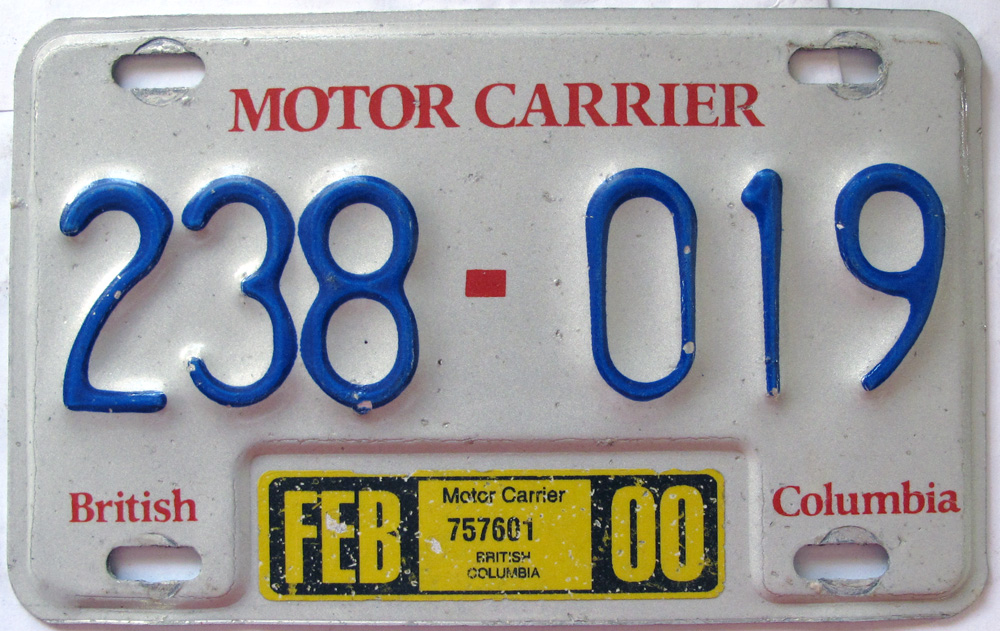 MOTOR CARRIER
238-019
British Columbia
FEB Motor Carrier 00
757601
BRITISH
COLUMBIA